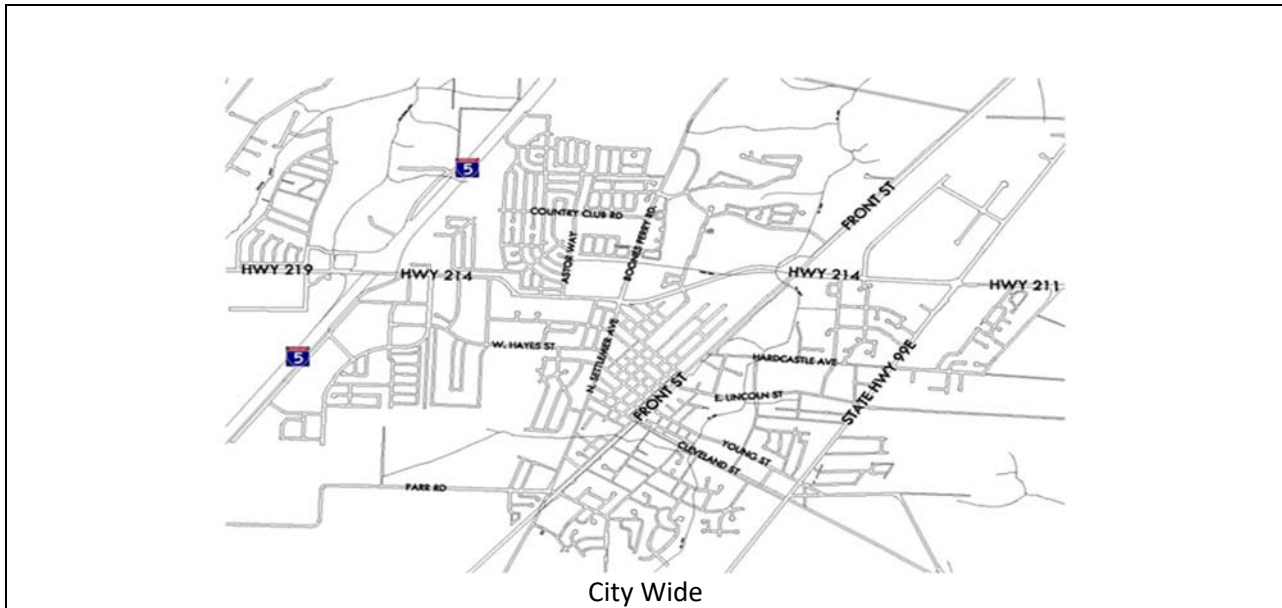 5
COUNTRY CLUB RD
ASTOR WAY
BOONES FERRY RD.
FRONT ST
HWY 219
HWY 214
HWY 214
HWY 211
5
W. HAYES ST
N. SETTLEMIER AVE
HARDCASTLE AVE
FRONT ST
E. LINCOLN ST
STATE HWY 99E
YOUNG ST
CLEVELAND ST
PARR RD
City Wide